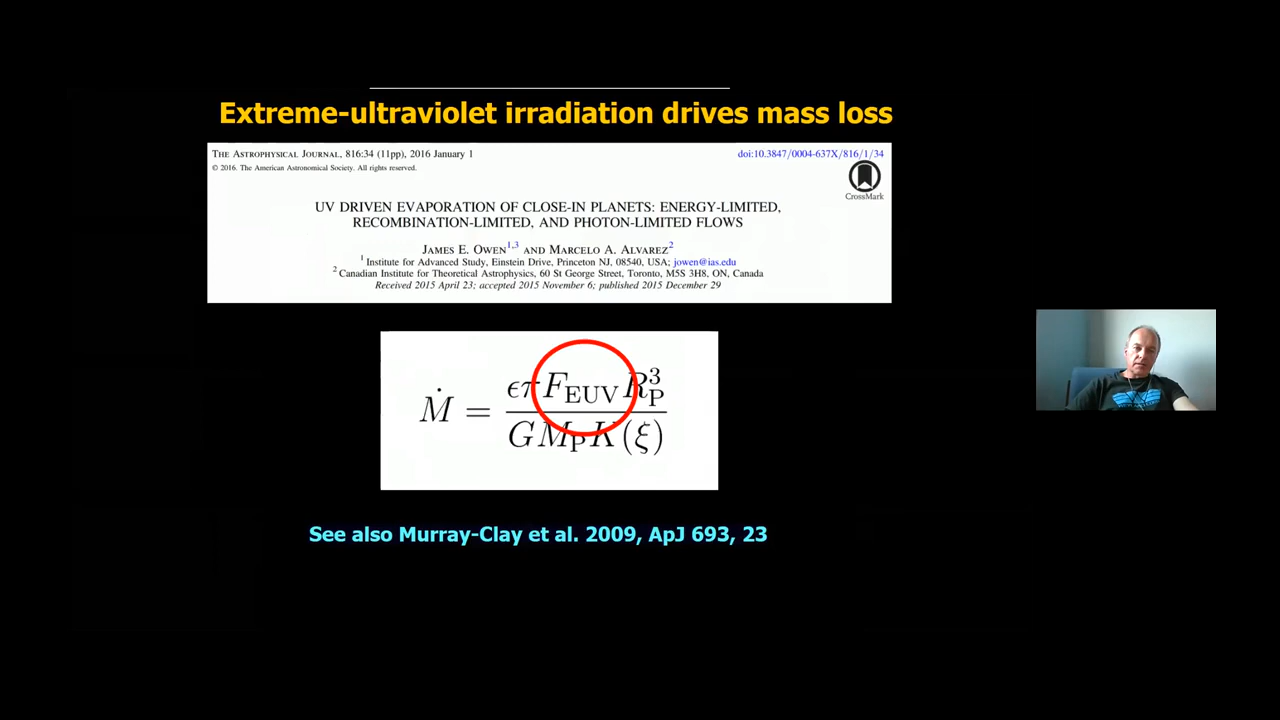 Extreme-ultraviolet irradiation drives mass loss
THE ASTROPHYSICAL JOURNAL, 816:34 (11pp), 2016 January 1
doi:10.3847/0004-637X/816/1/34
© 2016. The American Astronomical Society. All rights reserved.
CrossMark
UV DRIVEN EVAPORATION OF CLOSE-IN PLANETS: ENERGY-LIMITED,
RECOMBINATION-LIMITED, AND PHOTON-LIMITED FLOWS
JAMES E. OWEN1,3 AND MARCELO A. ALVAREZ2
1 Institute for Advanced Study, Einstein Drive, Princeton NJ, 08540, USA; jowen@ias.edu
2 Canadian Institute for Theoretical Astrophysics, 60 St George Street, Toronto, M5S 3H8, ON, Canada
Received 2015 April 23; accepted 2015 November 6; published 2015 December 29
Ṁ = ϵπF_EUV R_P^3 / GM_P K(ξ)
See also Murray-Clay et al. 2009, ApJ 693, 23